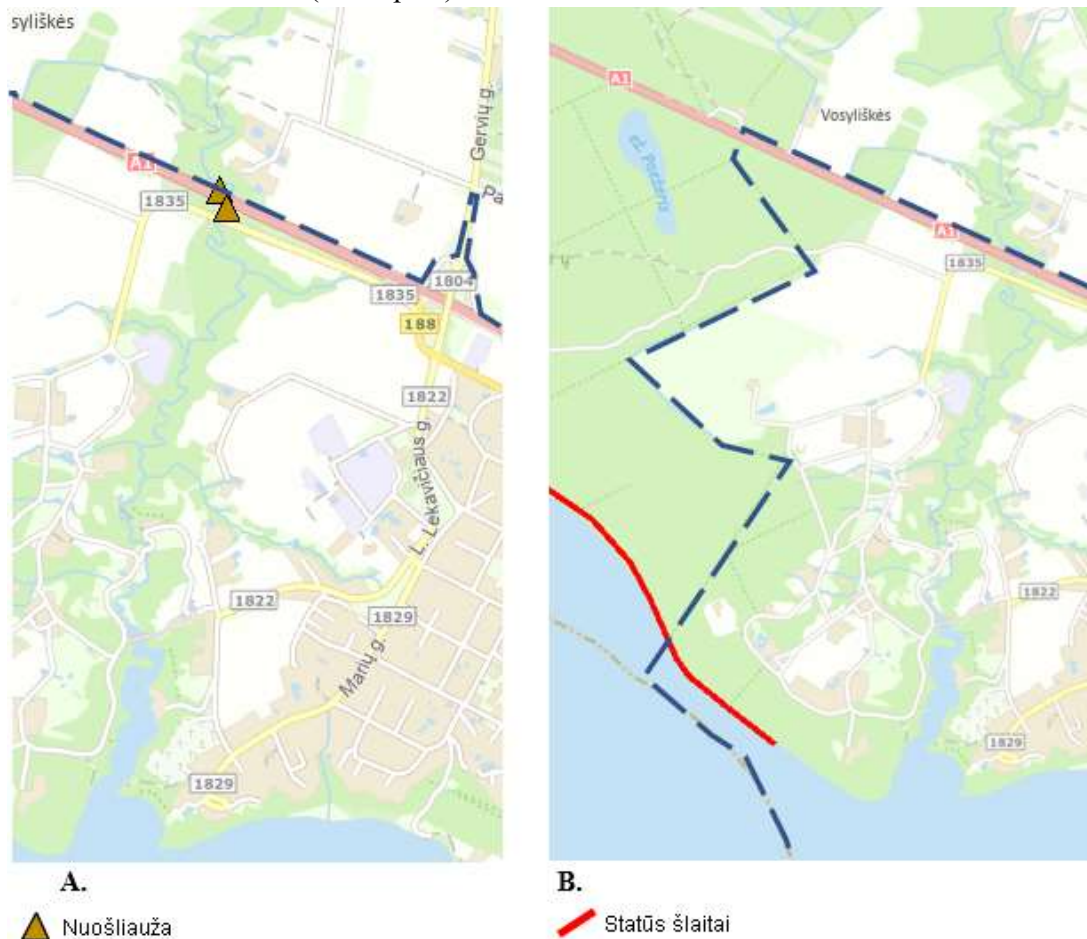 syliškės
Gervių g.
A1
1835
1804
1835
188
1822
L. Lekavičiaus g.
1822
1829
Marių g.
1829
A1
Vosyliškės
A1
1835
1822
1829
A.
B.
Nuošliauža
Statūs šlaitai